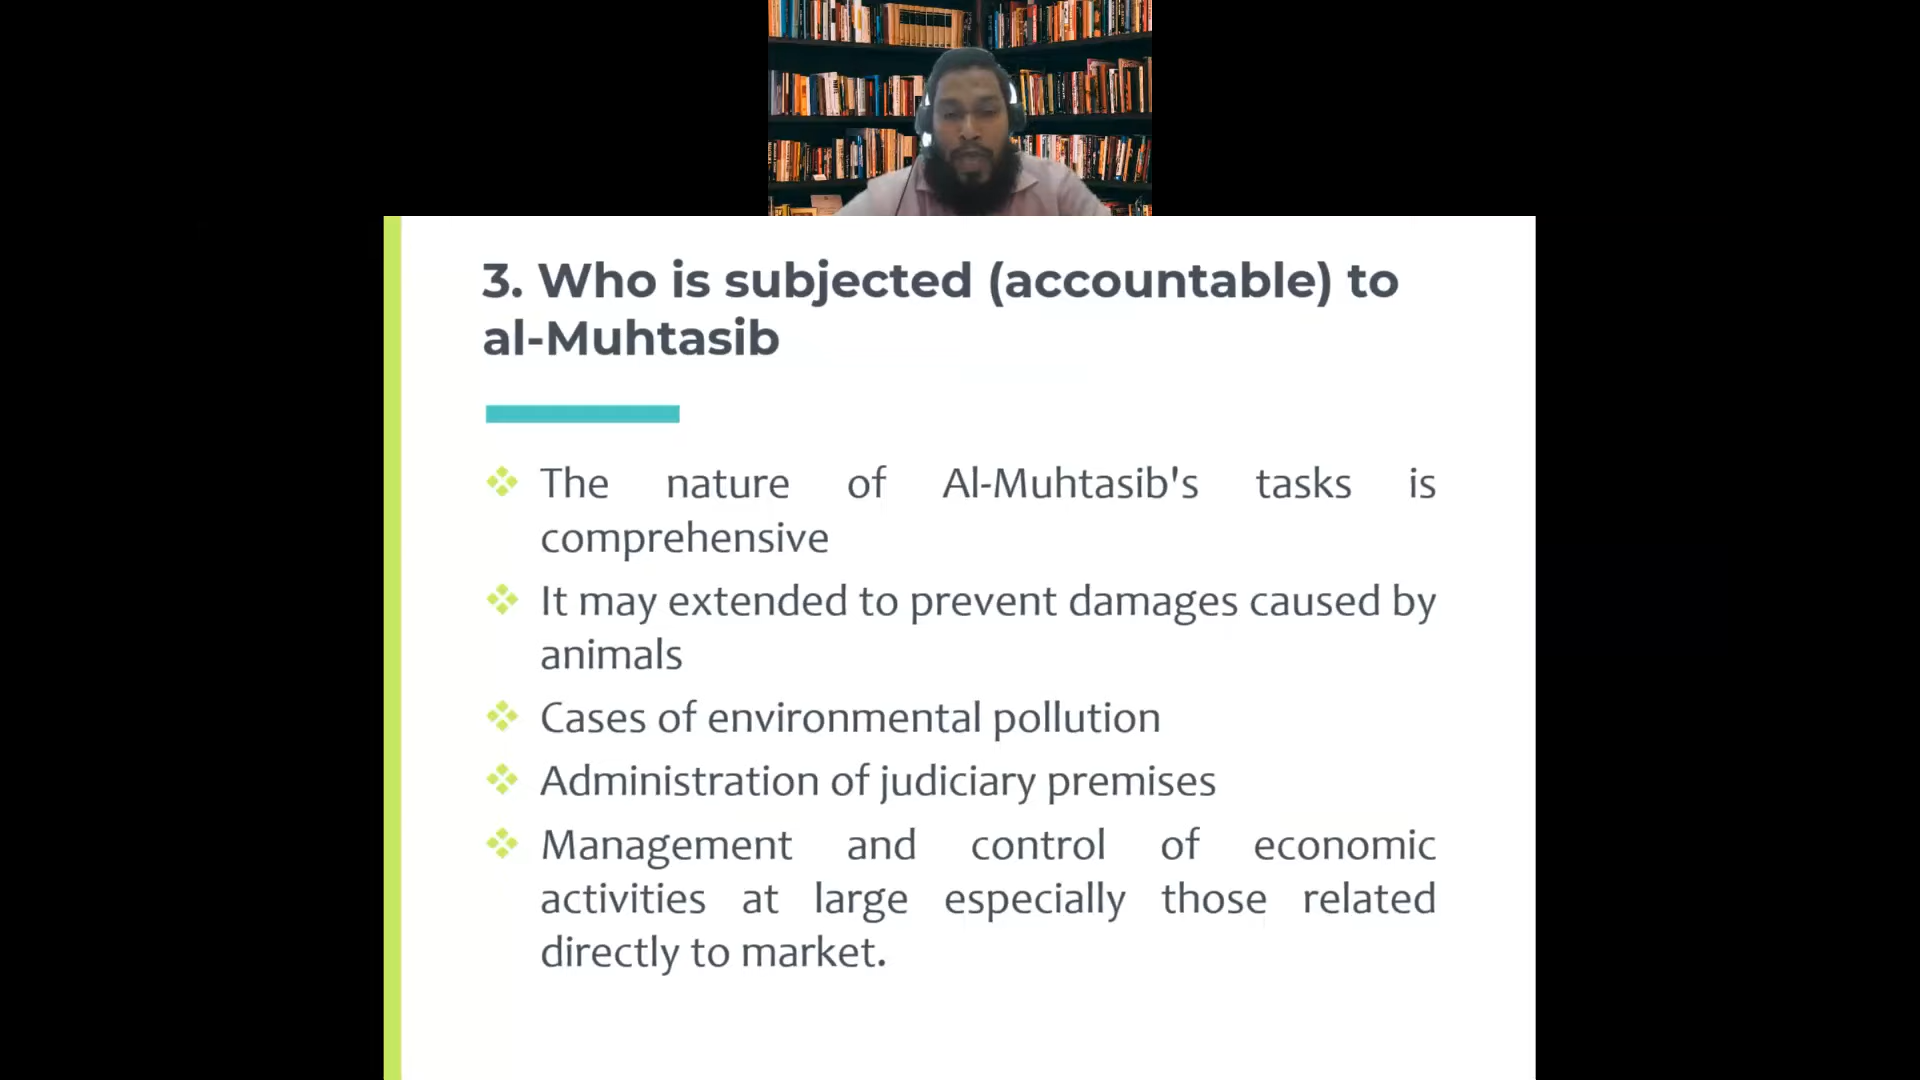 3. Who is subjected (accountable) to
al-Muhtasib
The nature of Al-Muhtasib's tasks is
comprehensive
It may extended to prevent damages caused by
animals
Cases of environmental pollution
Administration of judiciary premises
Management and control of economic
activities at large especially those related
directly to market.